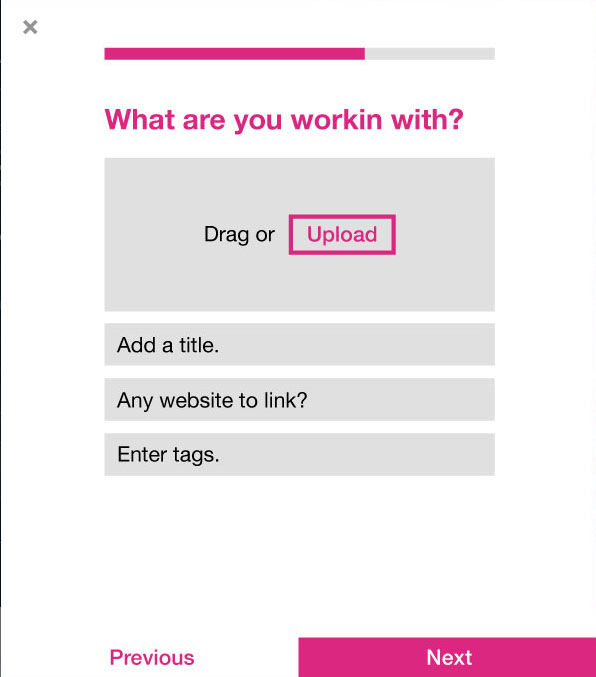 What are you workin with?
Drag or Upload
Add a title.
Any website to link?
Enter tags.
Previous Next